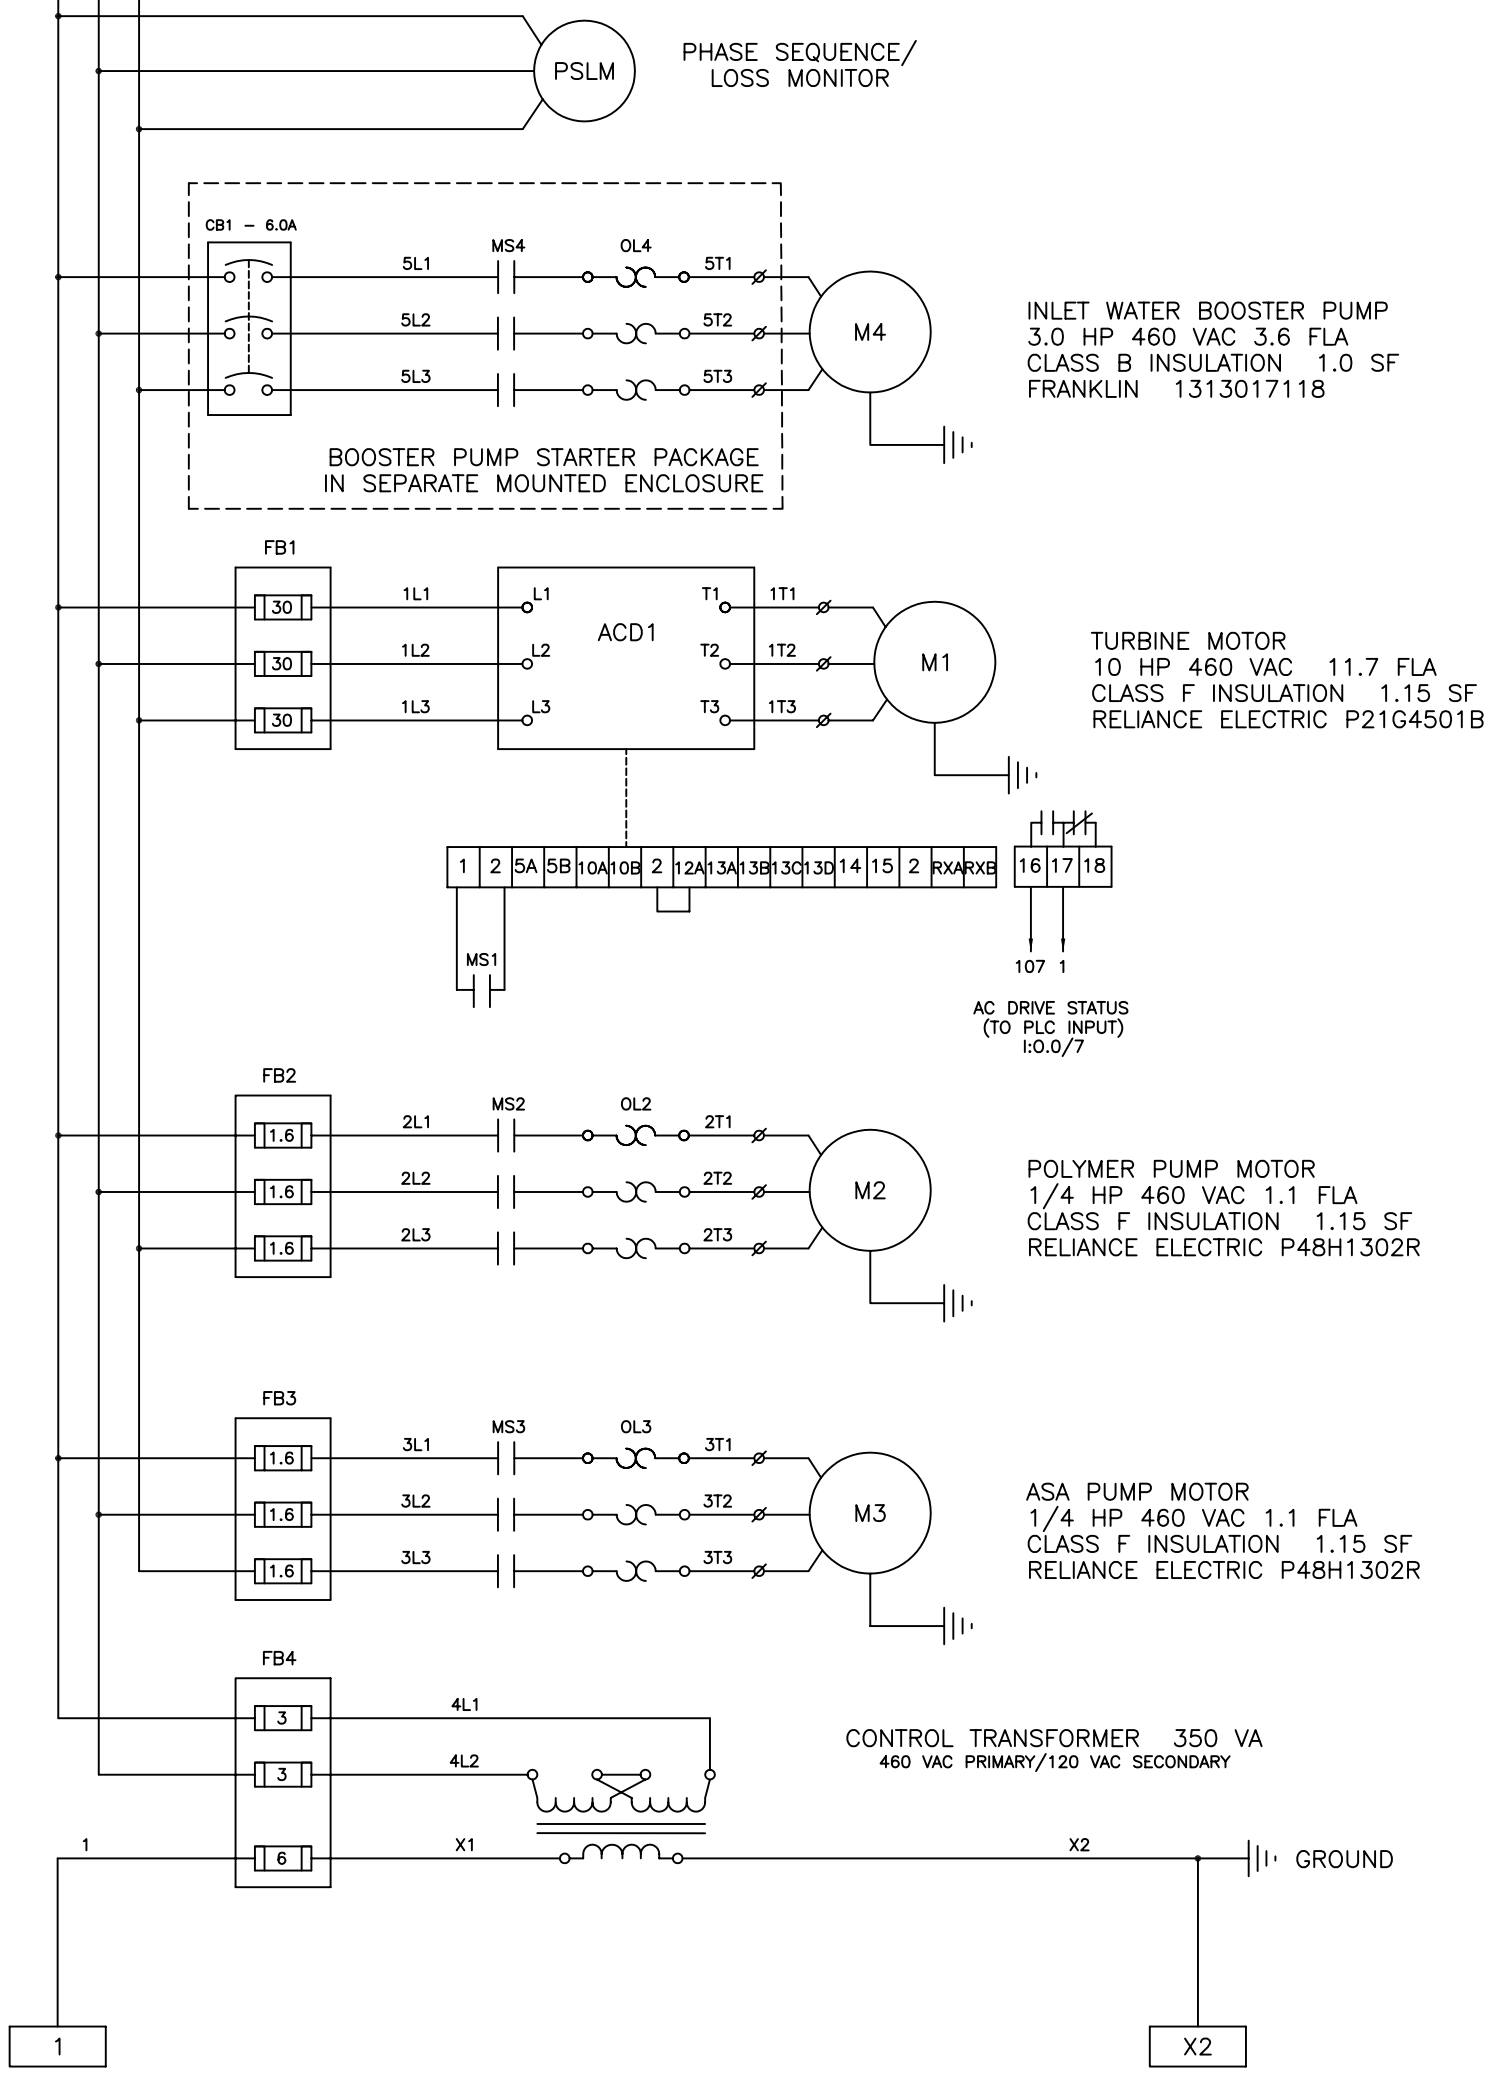 PSLM
PHASE SEQUENCE/
LOSS MONITOR
CB1 - 6.0A
MS4
OL4
5L1
5T1
5L2
5T2
5L3
5T3
M4
INLET WATER BOOSTER PUMP
3.0 HP 460 VAC 3.6 FLA
CLASS B INSULATION 1.0 SF
FRANKLIN 1313017118
BOOSTER PUMP STARTER PACKAGE
IN SEPARATE MOUNTED ENCLOSURE
FB1
30
1L1
L1
T1
1T1
ACD1
30
1L2
L2
T2
1T2
30
1L3
L3
T3
1T3
M1
TURBINE MOTOR
10 HP 460 VAC 11.7 FLA
CLASS F INSULATION 1.15 SF
RELIANCE ELECTRIC P21G4501B
1 2 5A 5B 10A 10B 2 12A 13A 13B 13C 13D 14 15 2 RXA RXB
16 17 18
MS1
107 1
AC DRIVE STATUS
(TO PLC INPUT)
I:0.0/7
FB2
MS2
OL2
1.6
2L1
2T1
1.6
2L2
2T2
1.6
2L3
2T3
M2
POLYMER PUMP MOTOR
1/4 HP 460 VAC 1.1 FLA
CLASS F INSULATION 1.15 SF
RELIANCE ELECTRIC P48H1302R
FB3
MS3
OL3
1.6
3L1
3T1
1.6
3L2
3T2
1.6
3L3
3T3
M3
ASA PUMP MOTOR
1/4 HP 460 VAC 1.1 FLA
CLASS F INSULATION 1.15 SF
RELIANCE ELECTRIC P48H1302R
FB4
3
4L1
3
4L2
CONTROL TRANSFORMER 350 VA
460 VAC PRIMARY/120 VAC SECONDARY
1
6
X1
X2
GROUND
1
X2